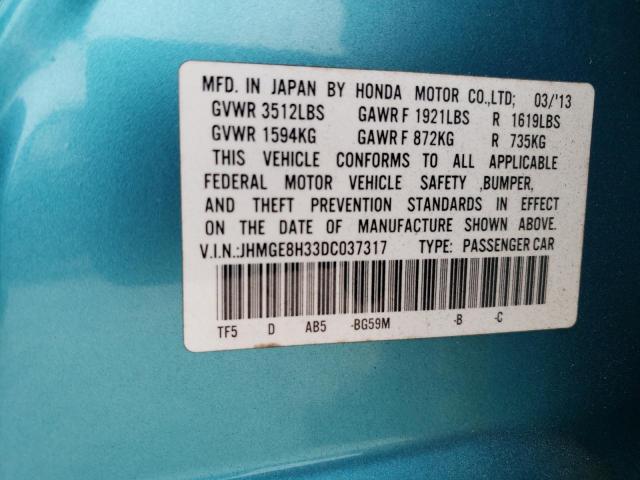 MFD. IN JAPAN BY HONDA MOTOR CO.,LTD; 03/'13
GVWR 3512LBS GAWR F 1921LBS R 1619LBS
GVWR 1594KG GAWR F 872KG R 735KG
THIS VEHICLE CONFORMS TO ALL APPLICABLE
FEDERAL MOTOR VEHICLE SAFETY ,BUMPER,
AND THEFT PREVENTION STANDARDS IN EFFECT
ON THE DATE OF MANUFACTURE SHOWN ABOVE.
V.I.N.:JHMGE8H33DC037317 TYPE: PASSENGER CAR
TF5 D AB5 -BG59M -B -C